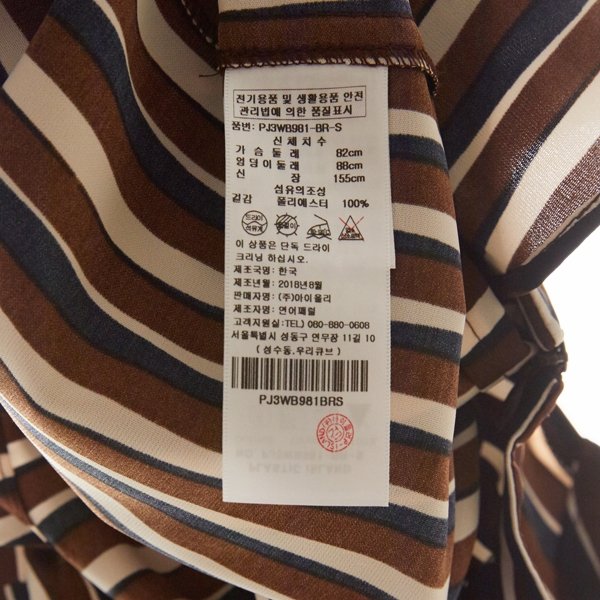 전기용품 및 생활용품 안전
관리법에 의한 품질표시
품번: PJ3WB981-BR-S
신체치수
가슴둘레 82cm
엉덩이둘레 88cm
신 장 155cm
섬유의조성
겉감 폴리에스터 100%
드라이
이 상품은 단독 드라이
크리닝 하십시오.
제조국명: 한국
제조년월: 2018년8월
판매자명: (주)아이올리
제조자명: 연어패럴
고객지원실:TEL) 080-880-0608
서울특별시 성동구 연무장 11길 10
(성수동.우리큐브)
PJ3WB981BRS
PLASTIC ISLAND